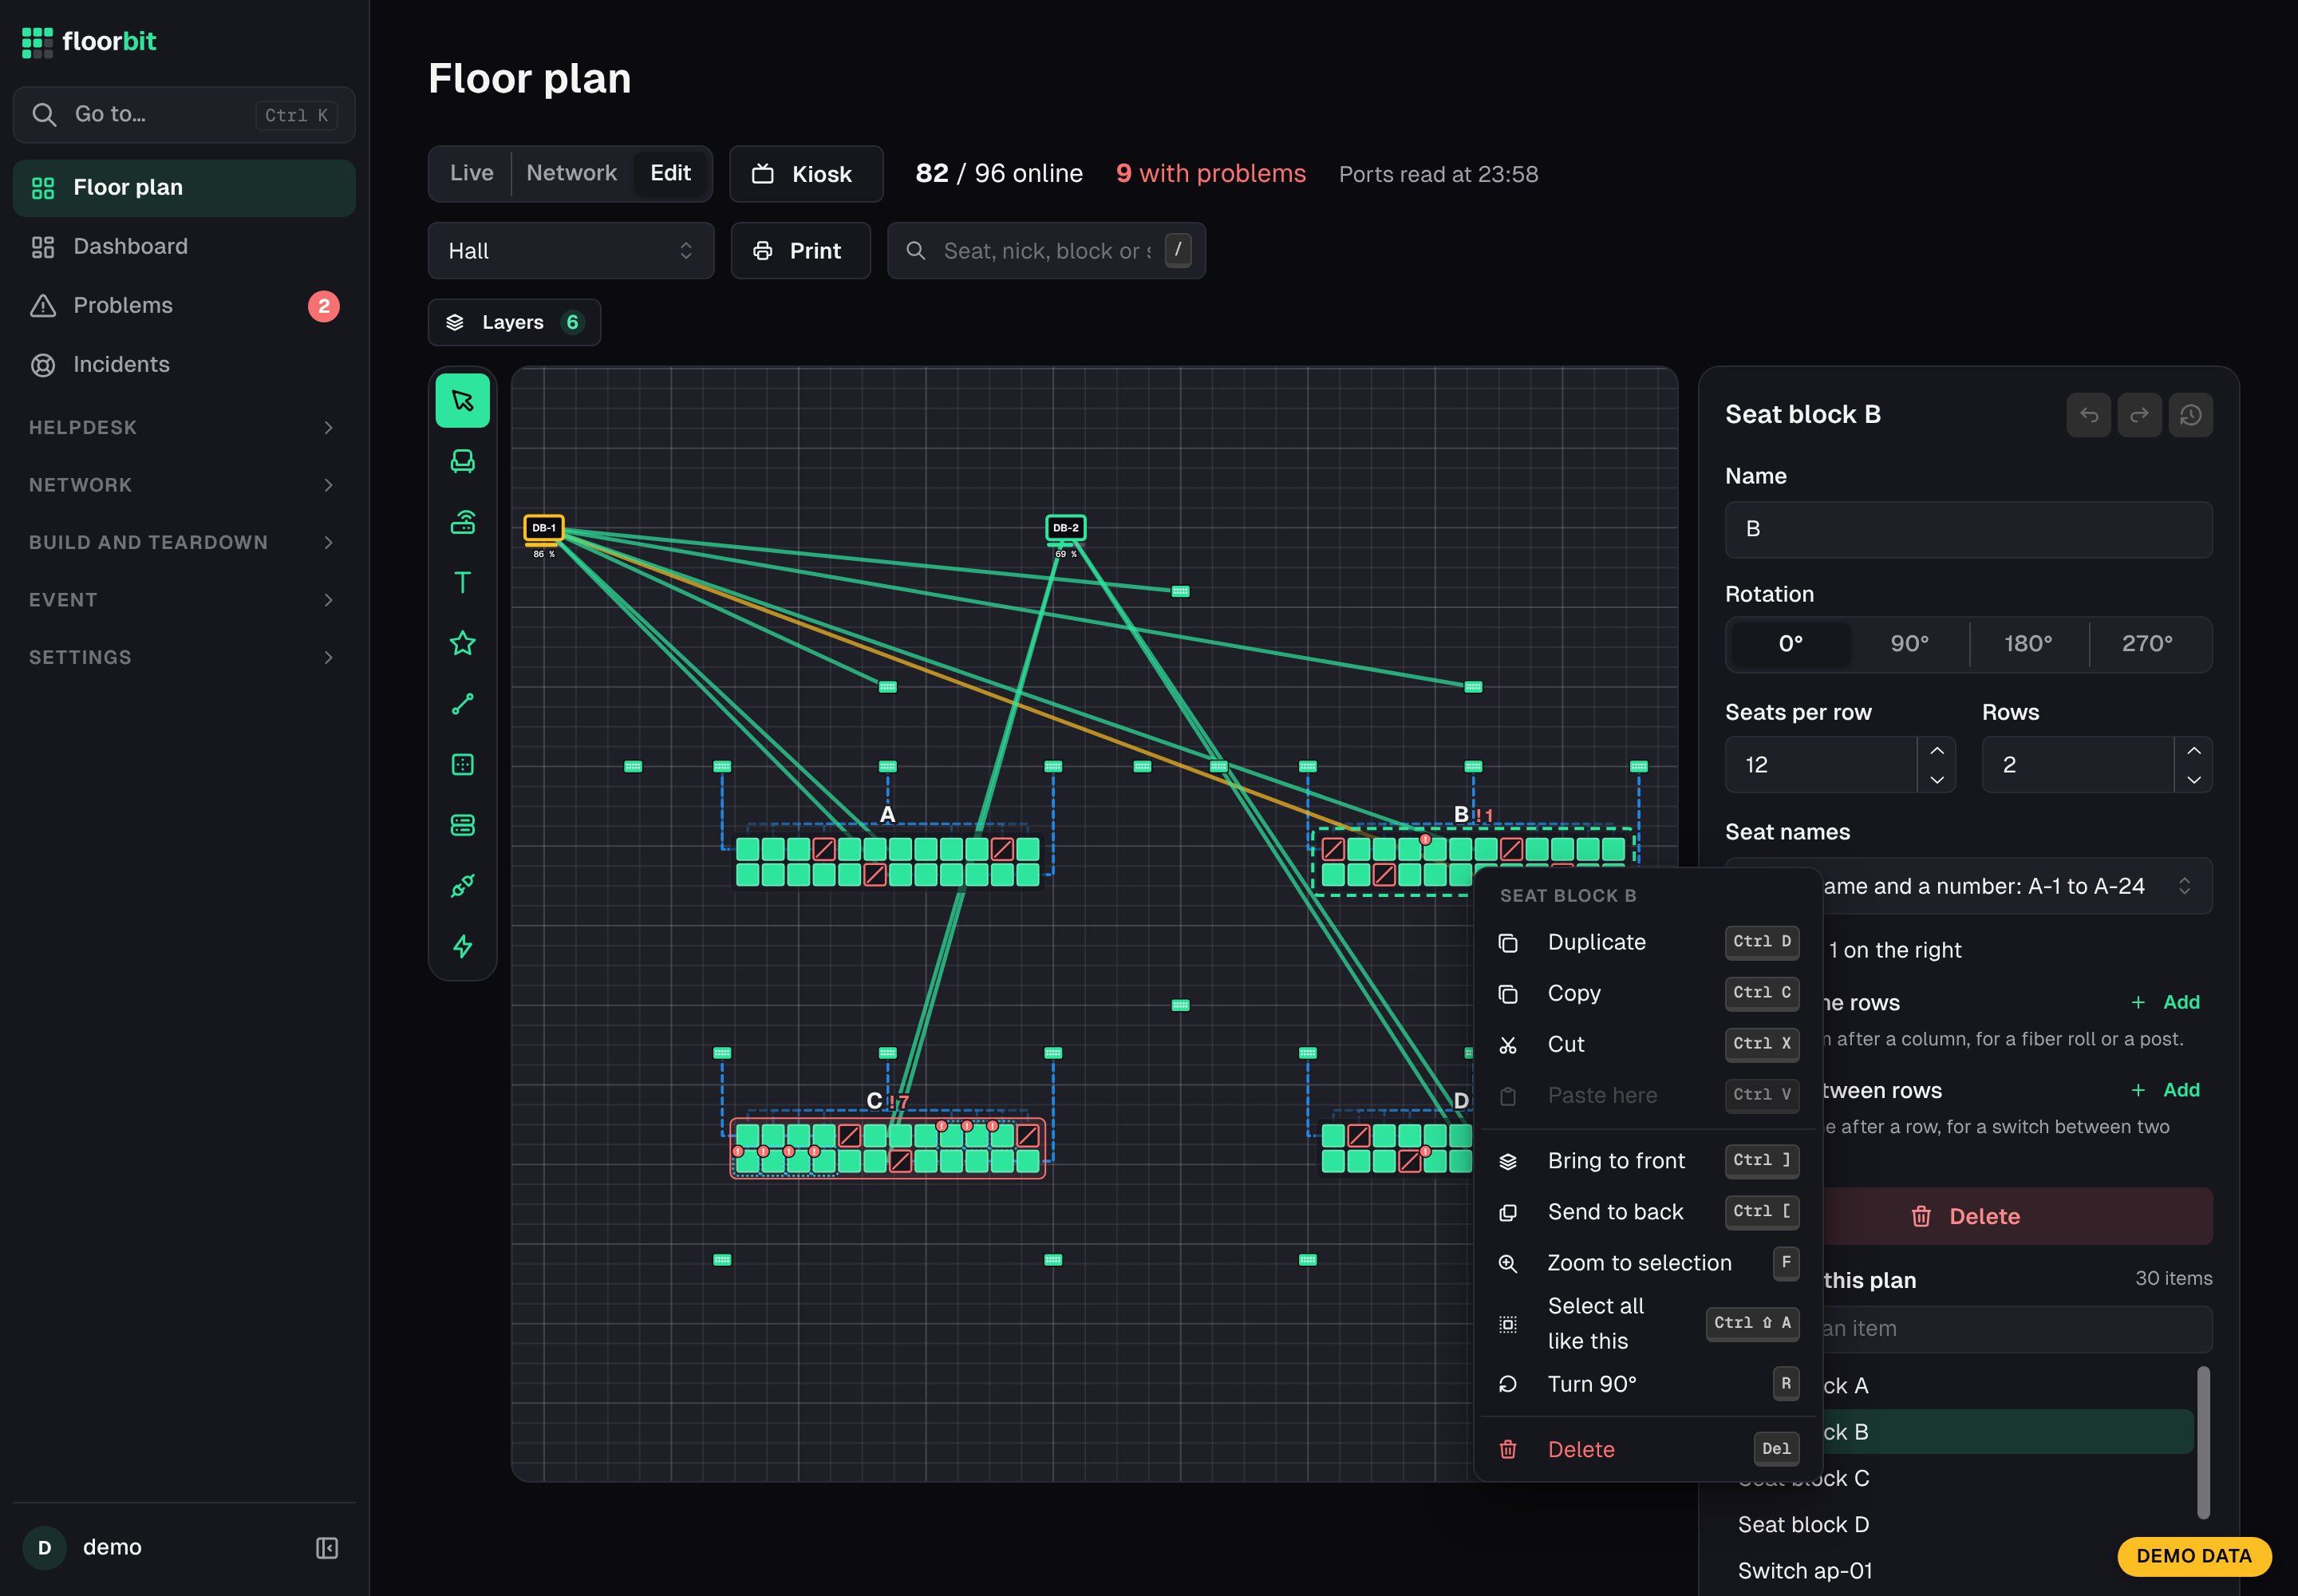 floorbit
Go to...
Ctrl K
Floor plan
Dashboard
Problems
2
Incidents
HELPDESK
NETWORK
BUILD AND TEARDOWN
EVENT
SETTINGS
D
demo
Floor plan
Live
Network
Edit
Kiosk
82 / 96 online
9 with problems
Ports read at 23:58
Hall
Print
Seat, nick, block or
/
Layers
6
DB-1
86 %
DB-2
69 %
A
B !1
C !7
D
SEAT BLOCK B
Duplicate
Ctrl D
Copy
Ctrl C
Cut
Ctrl X
Paste here
Ctrl V
Bring to front
Ctrl ]
Send to back
Ctrl [
Zoom to selection
F
Select all
like this
Ctrl ⇧ A
Turn 90°
R
Delete
Del
Seat block B
Name
B
Rotation
0°
90°
180°
270°
Seats per row
Rows
12
2
Seat names
ame and a number: A-1 to A-24
1 on the right
ne rows
+ Add
after a column, for a fiber roll or a post.
tween rows
+ Add
e after a row, for a switch between two
Delete
this plan
30 items
an item
ck A
ck B
Seat block C
Seat block D
Switch ap-01
DEMO DATA